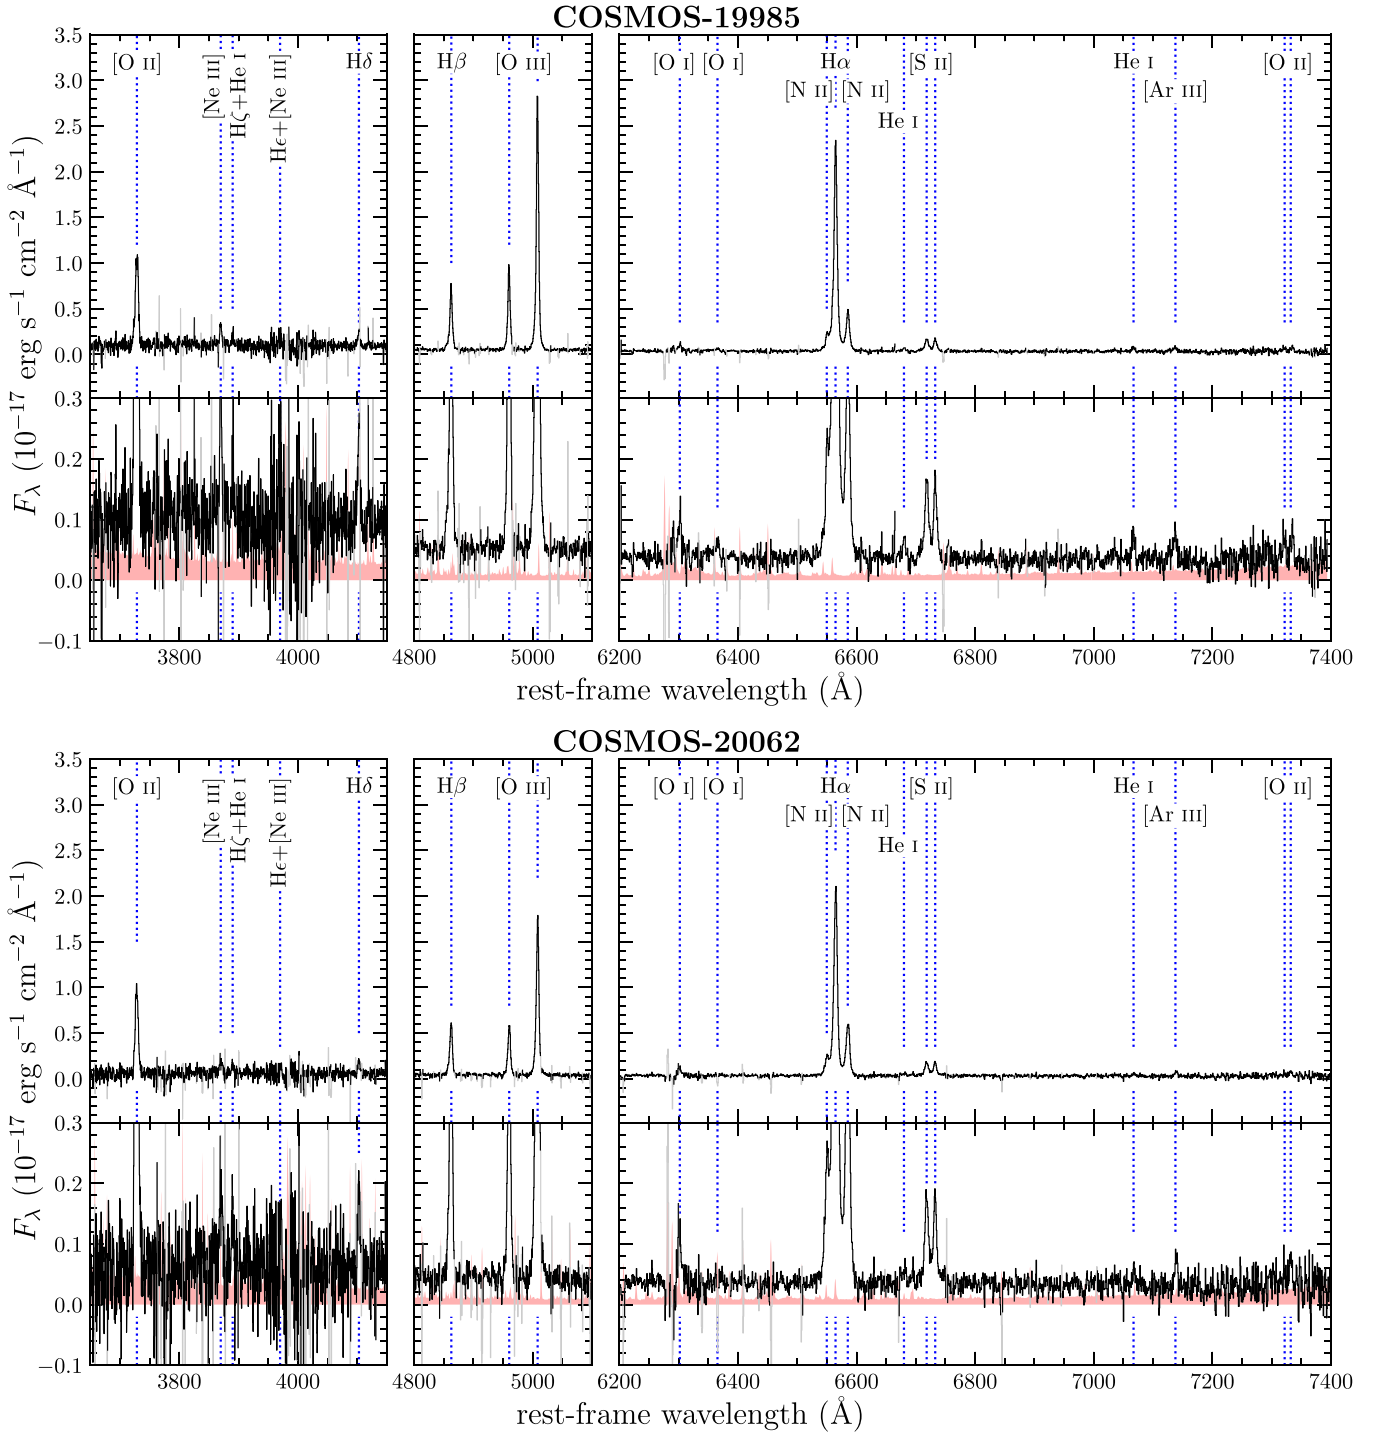 COSMOS-19985
3.5
3.0
2.5
2.0
1.5
1.0
0.5
0.0
[O II]
[Ne III]
Hζ+He I
Hϵ+[Ne III]
Hδ
Hβ
[O III]
[O I]
[O I]
Hα
[S II]
He I
[O II]
[N II]
[N II]
[Ar III]
He I
0.3
0.2
0.1
0.0
−0.1
F_λ (10⁻¹⁷ erg s⁻¹ cm⁻² Å⁻¹)
3800
4000
4800
5000
6200
6400
6600
6800
7000
7200
7400
rest-frame wavelength (Å)
COSMOS-20062
3.5
3.0
2.5
2.0
1.5
1.0
0.5
0.0
[O II]
[Ne III]
Hζ+He I
Hϵ+[Ne III]
Hδ
Hβ
[O III]
[O I]
[O I]
Hα
[S II]
He I
[O II]
[N II]
[N II]
[Ar III]
He I
0.3
0.2
0.1
0.0
−0.1
F_λ (10⁻¹⁷ erg s⁻¹ cm⁻² Å⁻¹)
3800
4000
4800
5000
6200
6400
6600
6800
7000
7200
7400
rest-frame wavelength (Å)